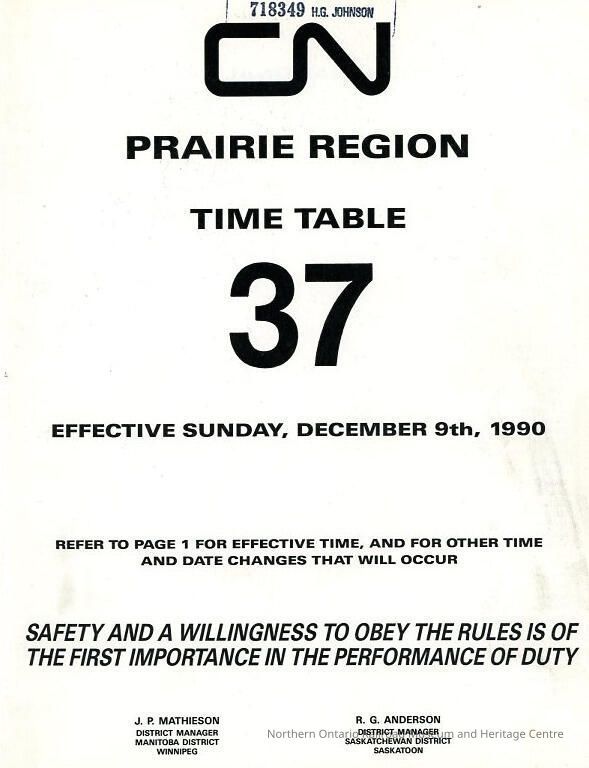 718349 H.G. JOHNSON
CN
PRAIRIE REGION
TIME TABLE
37
EFFECTIVE SUNDAY, DECEMBER 9th, 1990
REFER TO PAGE 1 FOR EFFECTIVE TIME, AND FOR OTHER TIME
AND DATE CHANGES THAT WILL OCCUR
SAFETY AND A WILLINGNESS TO OBEY THE RULES IS OF
THE FIRST IMPORTANCE IN THE PERFORMANCE OF DUTY
J. P. MATHIESON
DISTRICT MANAGER
MANITOBA DISTRICT
WINNIPEG
R. G. ANDERSON
DISTRICT MANAGER
SASKATCHEWAN DISTRICT
SASKATOON
Northern Ontario Railroad Museum and Heritage Centre